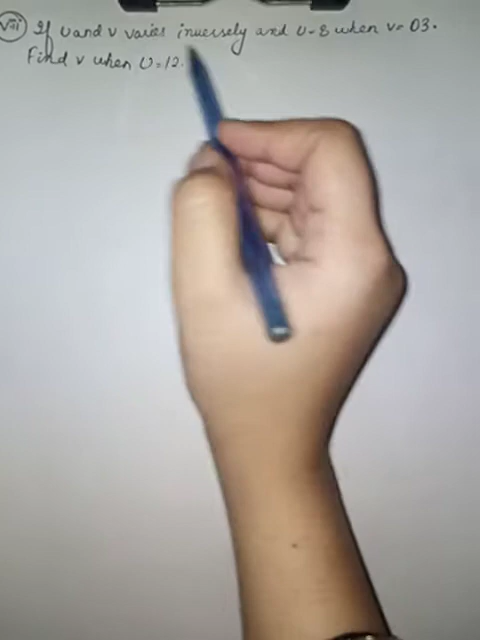 (vii) If U and v varies inversely and U=8 when v=03.
Find v when U=12.